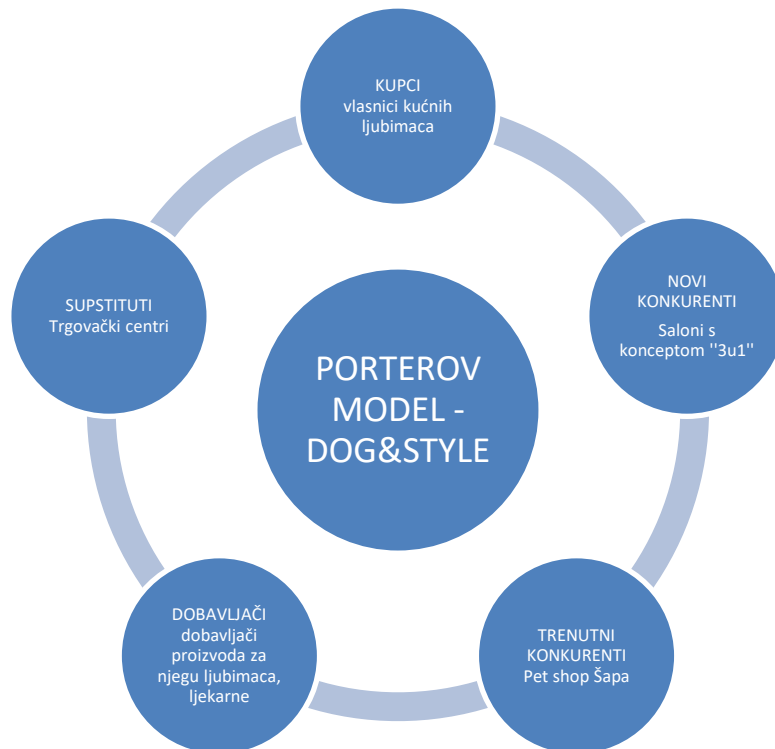 KUPCI
vlasnici kućnih
ljubimaca
NOVI
KONKURENTI
Saloni s
konceptom ''3u1''
TRENUTNI
KONKURENTI
Pet shop Šapa
DOBAVLJAČI
dobavljači
proizvoda za
njegu ljubimaca,
ljekarne
SUPSTITUTI
Trgovački centri
PORTEROV
MODEL -
DOG&STYLE